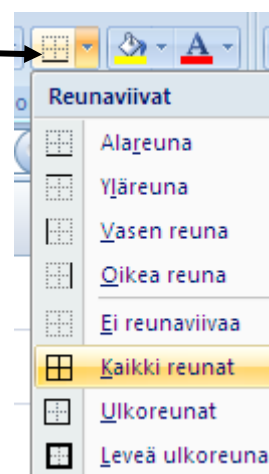 A
Reunaviivat
Alareuna
Yläreuna
Vasen reuna
Oikea reuna
Ei reunaviivaa
Kaikki reunat
Ulkoreunat
Leveä ulkoreuna